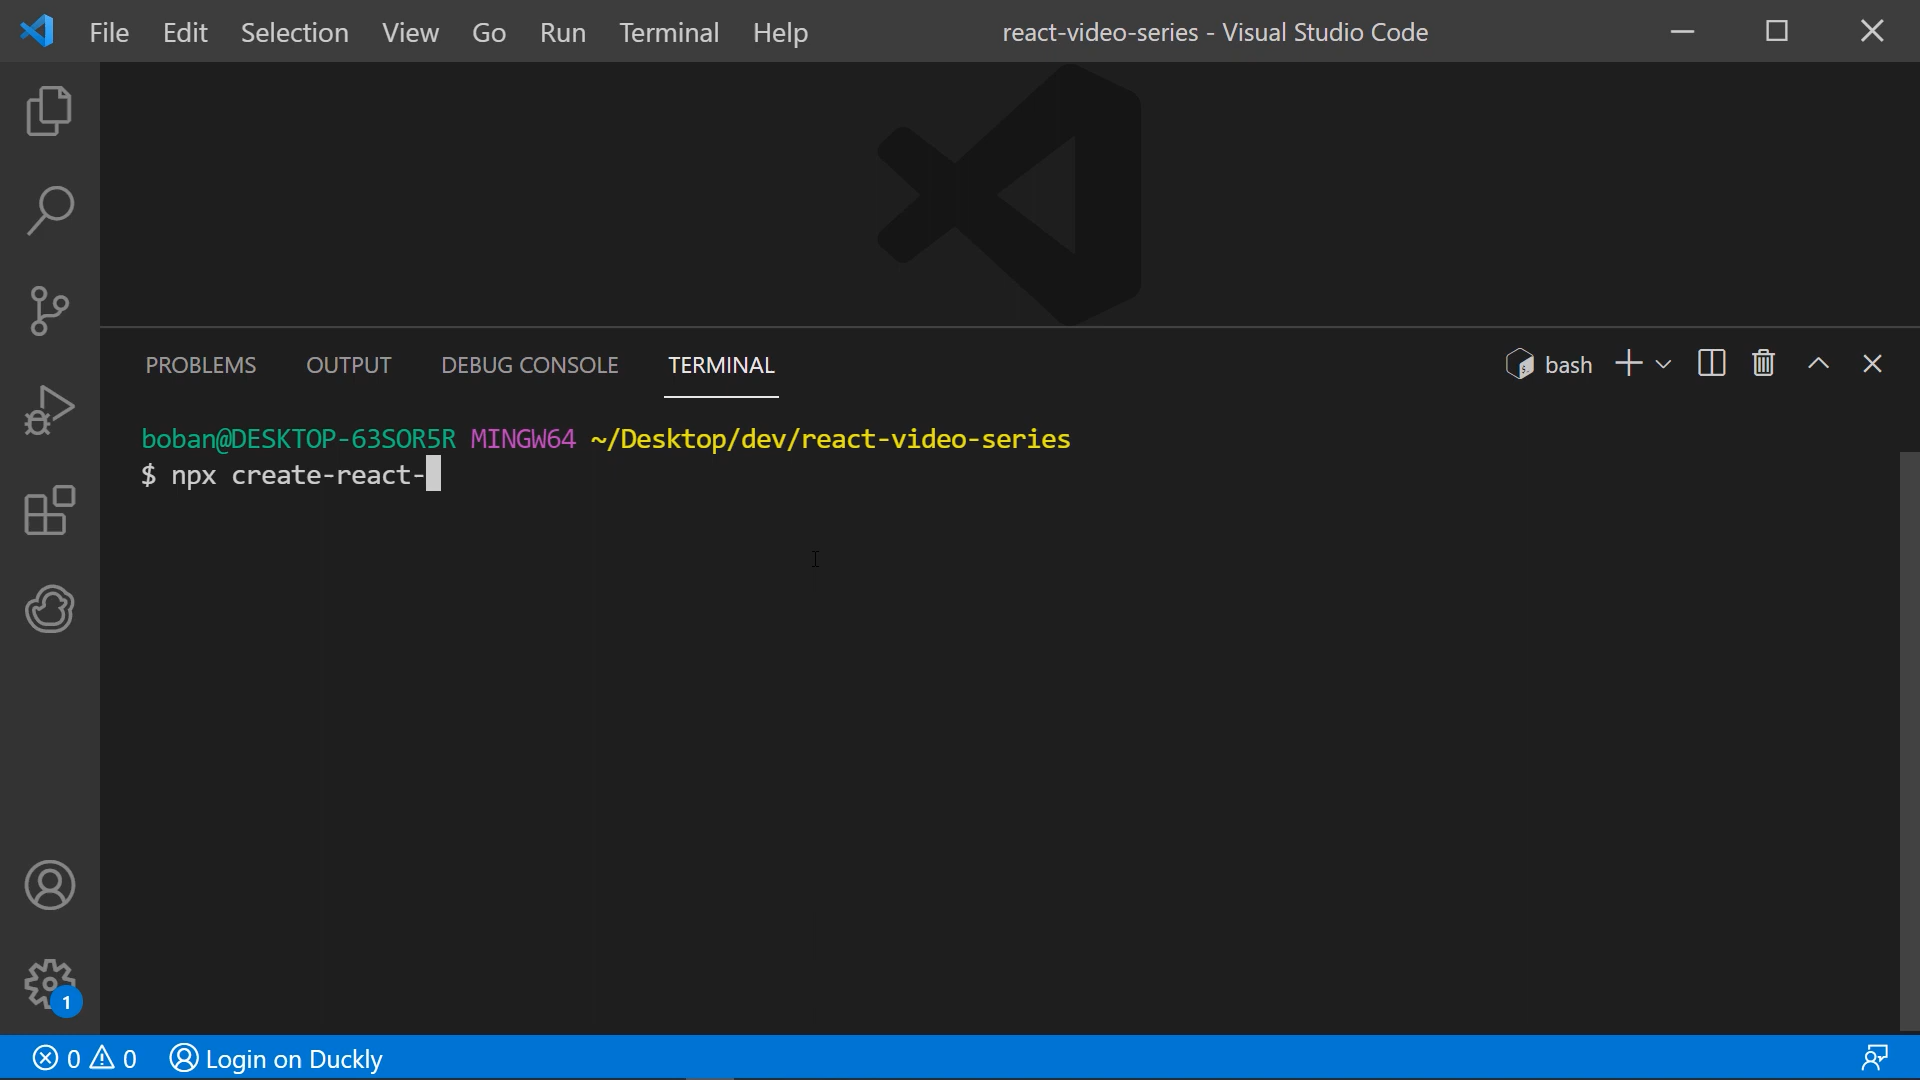 File Edit Selection View Go Run Terminal Help react-video-series - Visual Studio Code
PROBLEMS OUTPUT DEBUG CONSOLE TERMINAL bash
boban@DESKTOP-63SOR5R MINGW64 ~/Desktop/dev/react-video-series
$ npx create-react-
1
0 0 Login on Duckly